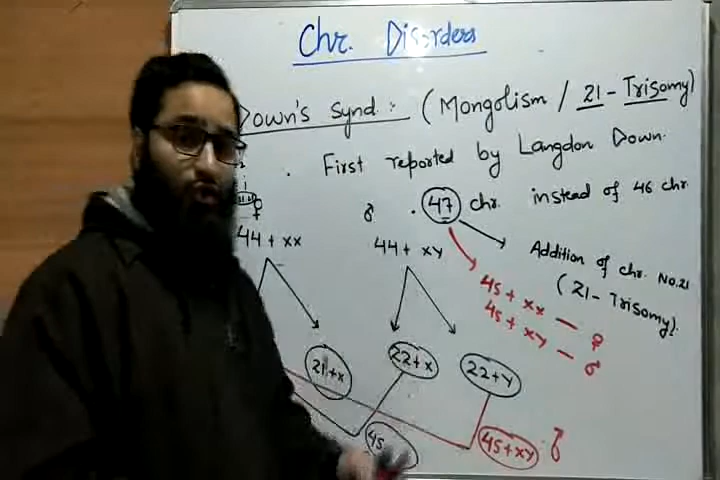 Chr. Disorders
Down's Synd :- (Mongolism / 21 - Trisomy)
. First reported by Langdon Down.
. 47 chr. instead of 46 chr.
Addition of chr. No.21
(21 - Trisomy).
45 + xx — ♀
45 + xy — ♂
♀ ♂
44 + xx 44 + xy
21 + x 22 + x 22 + y
45 45 + xy ♂